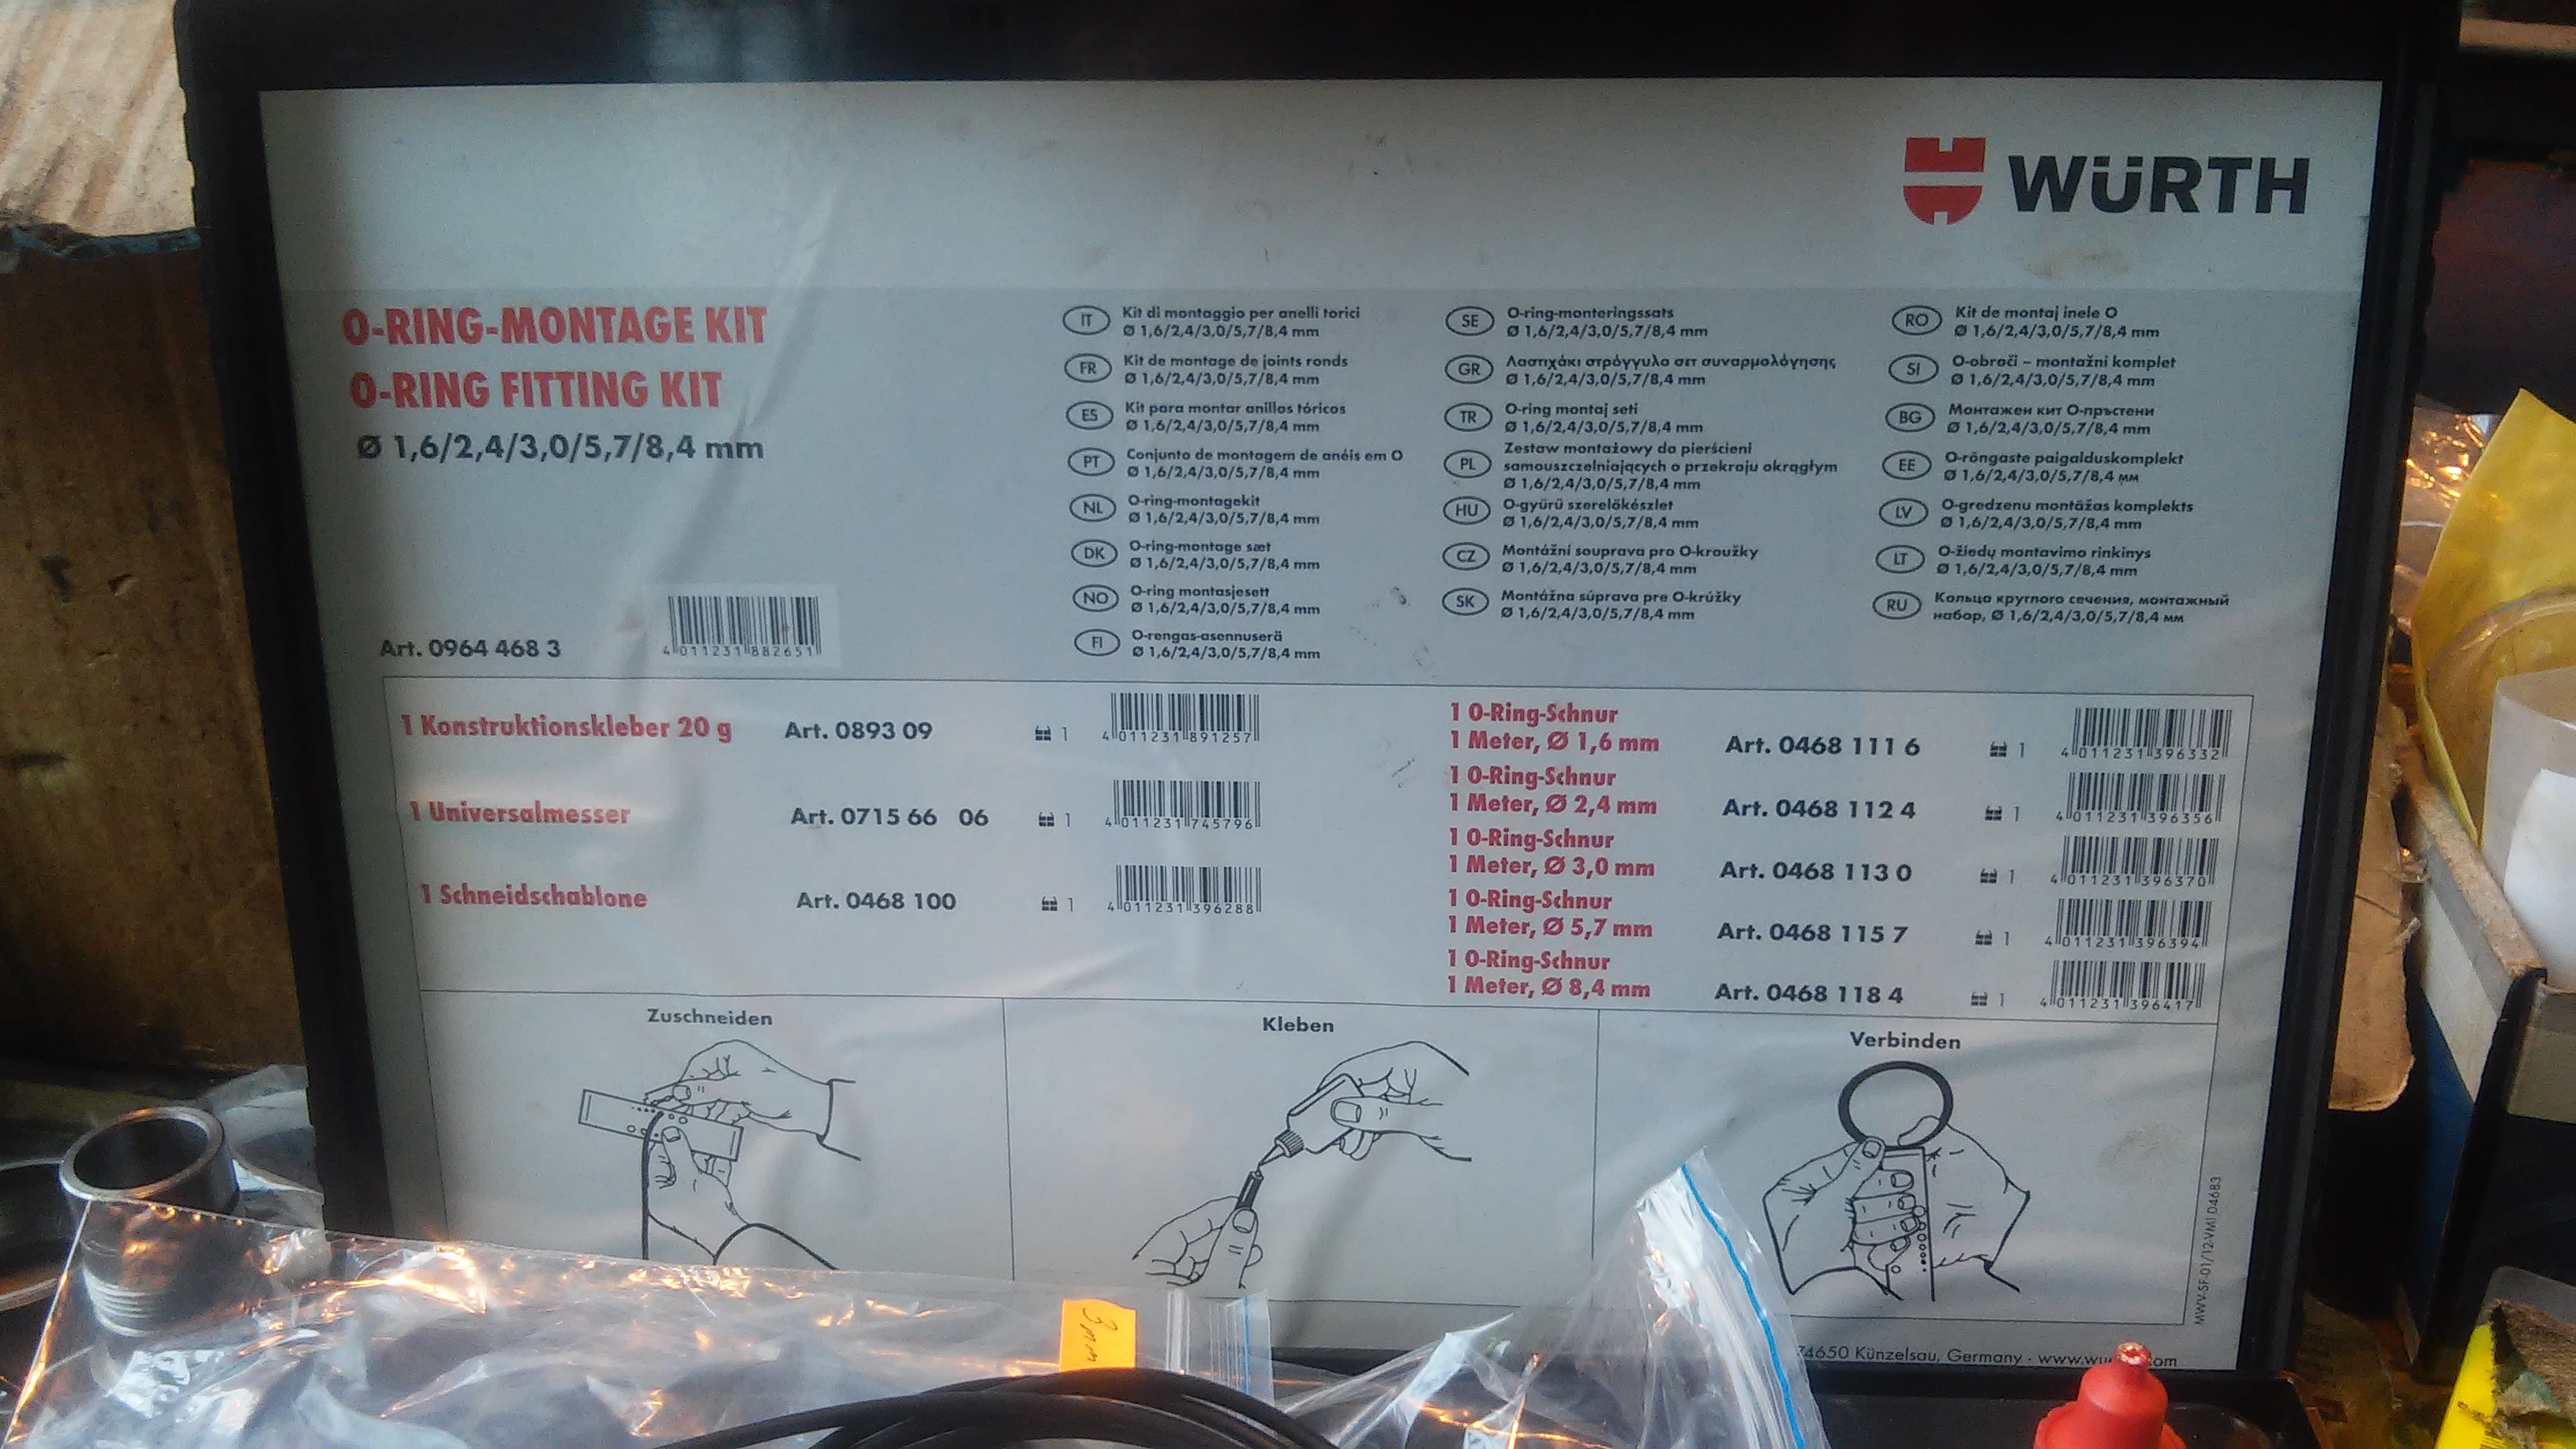 WÜRTH
O-RING-MONTAGE KIT
O-RING FITTING KIT
Ø 1,6/2,4/3,0/5,7/8,4 mm
Art. 0964 468 3
4 011231 882651
IT Kit di montaggio per anelli torici
Ø 1,6/2,4/3,0/5,7/8,4 mm
FR Kit de montage de joints ronds
Ø 1,6/2,4/3,0/5,7/8,4 mm
ES Kit para montar anillos tóricos
Ø 1,6/2,4/3,0/5,7/8,4 mm
PT Conjunto de montagem de anéis em O
Ø 1,6/2,4/3,0/5,7/8,4 mm
NL O-ring-montagekit
Ø 1,6/2,4/3,0/5,7/8,4 mm
DK O-ring-montage sæt
Ø 1,6/2,4/3,0/5,7/8,4 mm
NO O-ring montasjesett
Ø 1,6/2,4/3,0/5,7/8,4 mm
FI O-rengas-asennuserä
Ø 1,6/2,4/3,0/5,7/8,4 mm
SE O-ring-monteringssats
Ø 1,6/2,4/3,0/5,7/8,4 mm
GR Λαστιχάκι στρόγγυλο σετ συναρμολόγησης
Ø 1,6/2,4/3,0/5,7/8,4 mm
TR O-ring montaj seti
Ø 1,6/2,4/3,0/5,7/8,4 mm
PL Zestaw montażowy do pierścieni
samouszczelniających o przekroju okrągłym
Ø 1,6/2,4/3,0/5,7/8,4 mm
HU O-gyűrű szerelőkészlet
Ø 1,6/2,4/3,0/5,7/8,4 mm
CZ Montážní souprava pro O-kroužky
Ø 1,6/2,4/3,0/5,7/8,4 mm
SK Montážna súprava pre O-krúžky
Ø 1,6/2,4/3,0/5,7/8,4 mm
RO Kit de montaj inele O
Ø 1,6/2,4/3,0/5,7/8,4 mm
SI O-obroči – montažni komplet
Ø 1,6/2,4/3,0/5,7/8,4 mm
BG Монтажен кит О-пръстени
Ø 1,6/2,4/3,0/5,7/8,4 mm
EE O-rõngaste paigalduskomplekt
Ø 1,6/2,4/3,0/5,7/8,4 мм
LV O-gredzenu montāžas komplekts
Ø 1,6/2,4/3,0/5,7/8,4 mm
LT O-žiedų montavimo rinkinys
Ø 1,6/2,4/3,0/5,7/8,4 mm
RU Кольцо круглого сечения, монтажный
набор, Ø 1,6/2,4/3,0/5,7/8,4 мм
1 Konstruktionskleber 20 g Art. 0893 09 1 4 011231 891257
1 Universalmesser Art. 0715 66 06 1 4 011231 745796
1 Schneidschablone Art. 0468 100 1 4 011231 396288
1 O-Ring-Schnur
1 Meter, Ø 1,6 mm Art. 0468 111 6 1 4 011231 396332
1 O-Ring-Schnur
1 Meter, Ø 2,4 mm Art. 0468 112 4 1 4 011231 396356
1 O-Ring-Schnur
1 Meter, Ø 3,0 mm Art. 0468 113 0 1 4 011231 396370
1 O-Ring-Schnur
1 Meter, Ø 5,7 mm Art. 0468 115 7 1 4 011231 396394
1 O-Ring-Schnur
1 Meter, Ø 8,4 mm Art. 0468 118 4 1 4 011231 396417
Zuschneiden
Kleben
Verbinden
MWV-SF-01/12-VMI 04683
74650 Künzelsau, Germany · www.wu
om
3mm